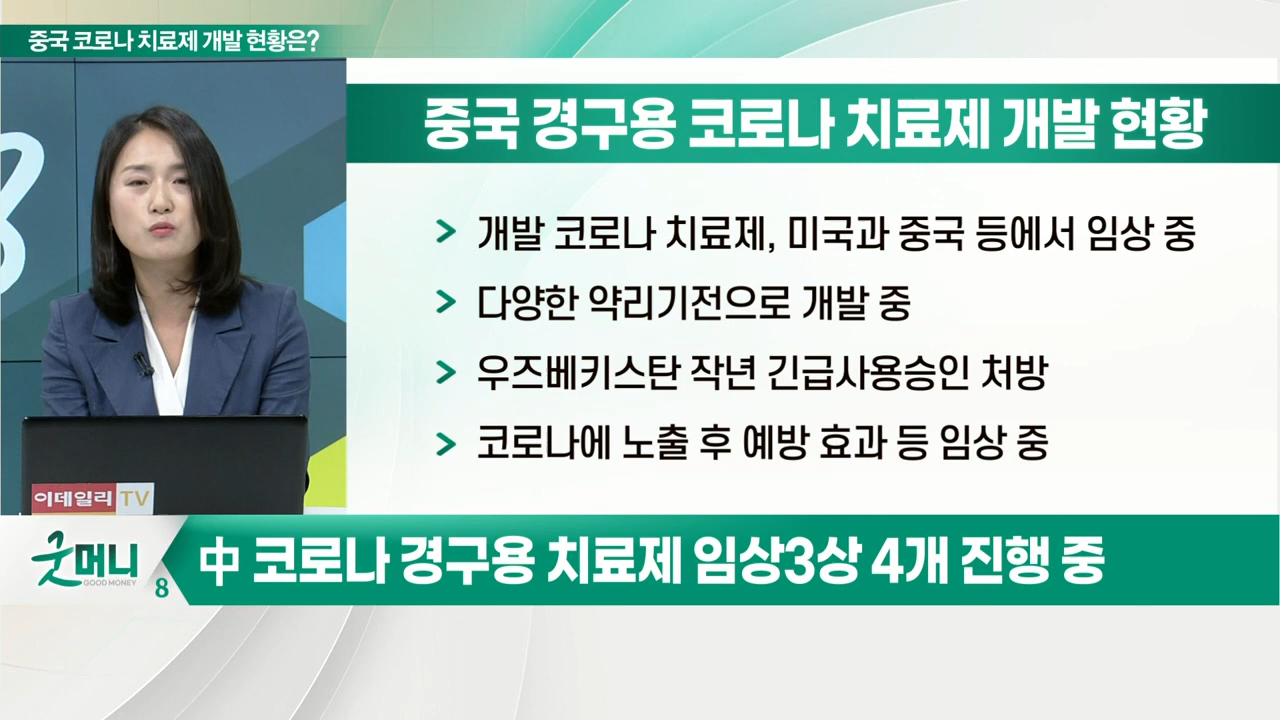 중국 코로나 치료제 개발 현황은?
중국 경구용 코로나 치료제 개발 현황
> 개발 코로나 치료제, 미국과 중국 등에서 임상 중
> 다양한 약리기전으로 개발 중
> 우즈베키스탄 작년 긴급사용승인 처방
> 코로나에 노출 후 예방 효과 등 임상 중
이데일리 TV
굿머니
GOOD MONEY
8
中 코로나 경구용 치료제 임상3상 4개 진행 중